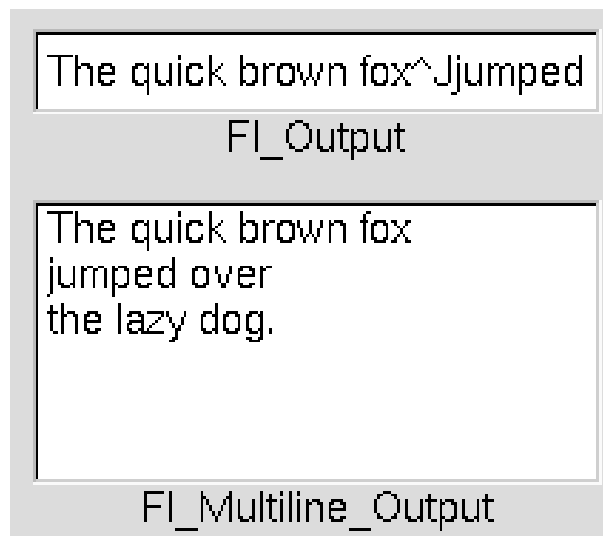 The quick brown fox^Jjumped
Fl_Output
The quick brown fox
jumped over
the lazy dog.
Fl_Multiline_Output